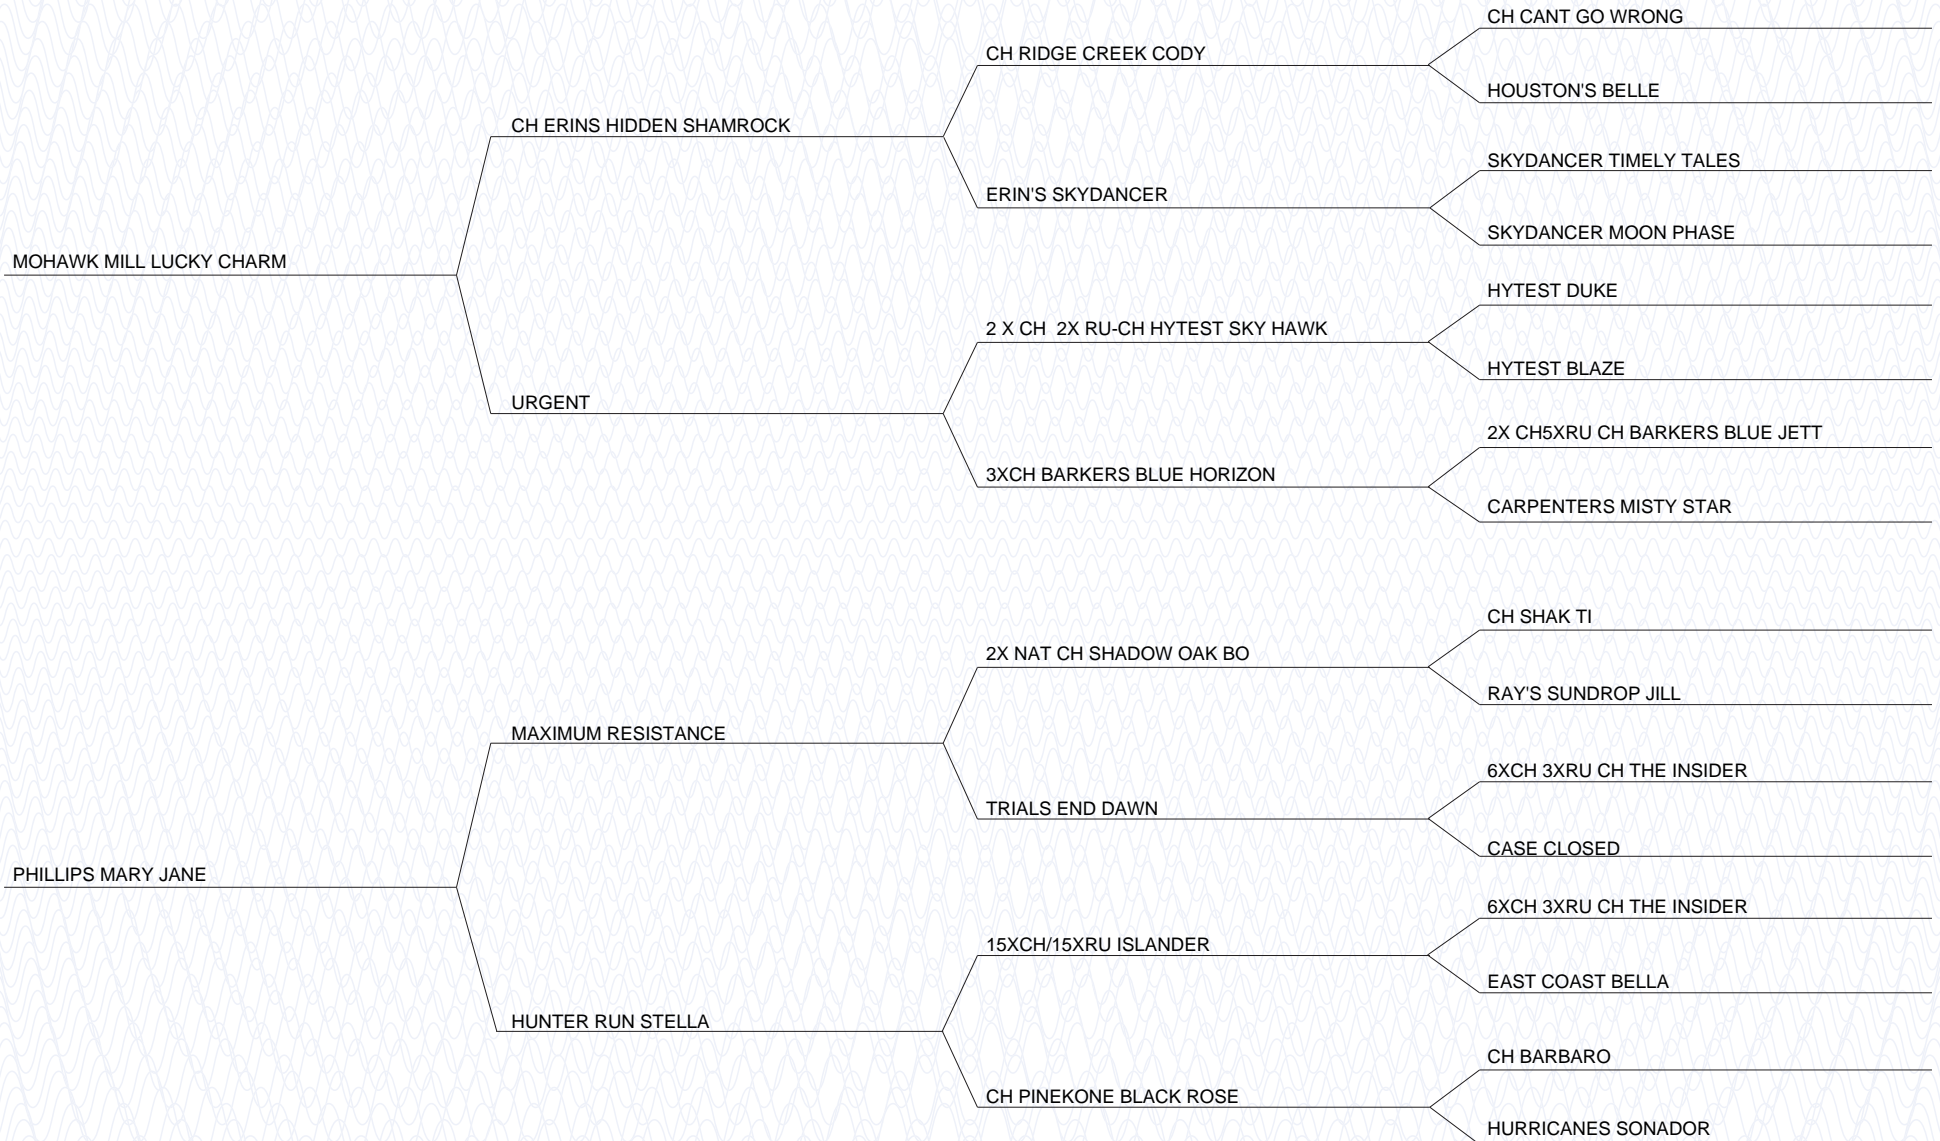 CH CANT GO WRONG
CH RIDGE CREEK CODY
HOUSTON'S BELLE
CH ERINS HIDDEN SHAMROCK
SKYDANCER TIMELY TALES
ERIN'S SKYDANCER
SKYDANCER MOON PHASE
MOHAWK MILL LUCKY CHARM
HYTEST DUKE
2 X CH  2X RU-CH HYTEST SKY HAWK
HYTEST BLAZE
URGENT
2X CH5XRU CH BARKERS BLUE JETT
3XCH BARKERS BLUE HORIZON
CARPENTERS MISTY STAR
CH SHAK TI
2X NAT CH SHADOW OAK BO
RAY'S SUNDROP JILL
MAXIMUM RESISTANCE
6XCH 3XRU CH THE INSIDER
TRIALS END DAWN
CASE CLOSED
PHILLIPS MARY JANE
6XCH 3XRU CH THE INSIDER
15XCH/15XRU ISLANDER
EAST COAST BELLA
HUNTER RUN STELLA
CH BARBARO
CH PINEKONE BLACK ROSE
HURRICANES SONADOR